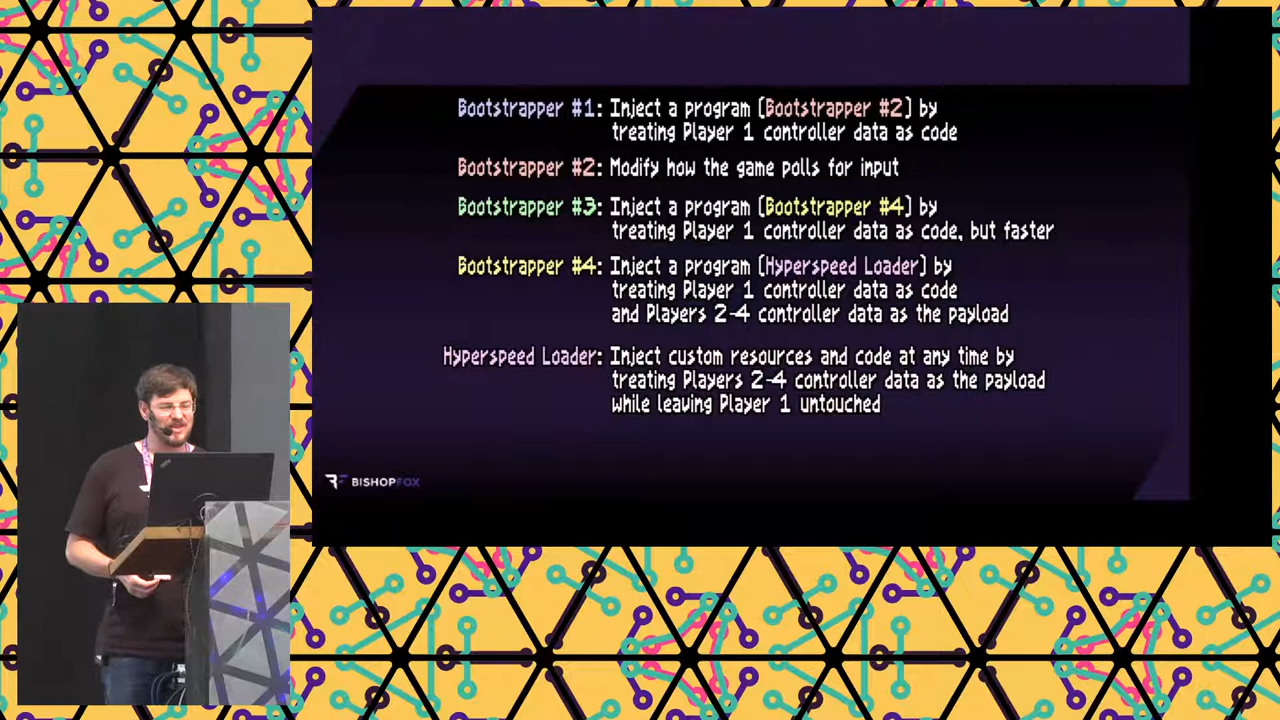 Bootstrapper #1: Inject a program (Bootstrapper #2) by
treating Player 1 controller data as code
Bootstrapper #2: Modify how the game polls for input
Bootstrapper #3: Inject a program (Bootstrapper #4) by
treating Player 1 controller data as code, but faster
Bootstrapper #4: Inject a program (Hyperspeed Loader) by
treating Player 1 controller data as code
and Players 2-4 controller data as the payload
Hyperspeed Loader: Inject custom resources and code at any time by
treating Players 2-4 controller data as the payload
while leaving Player 1 untouched
BISHOPFOX